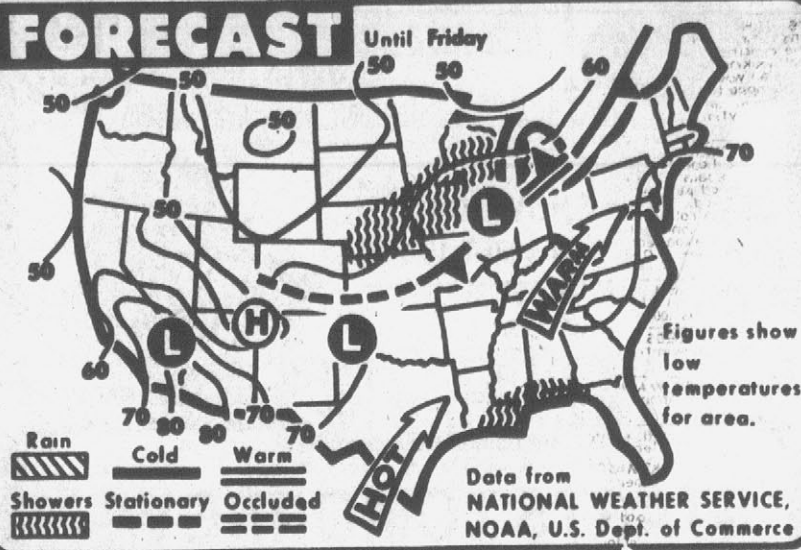 FORECAST
Until Friday
50
50
50
50
60
50
70
50
50
L
WARM
H
L
L
60
70
80
80
70
70
HOT
Figures show
low
temperatures
for area.
Rain
Cold
Warm
Showers
Stationary
Occluded
Data from
NATIONAL WEATHER SERVICE,
NOAA, U.S. Dept. of Commerce